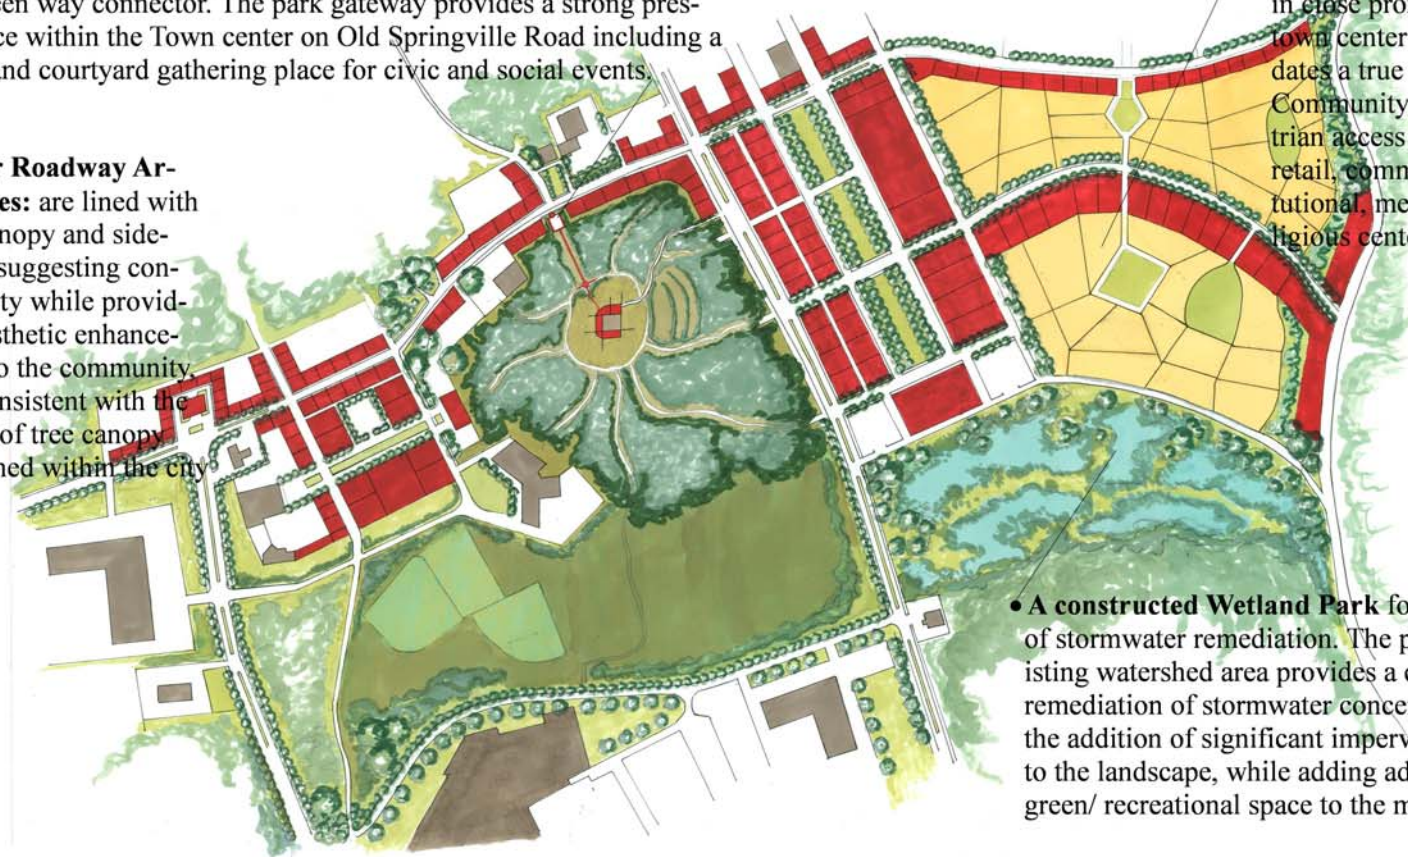 een way connector. The park gateway provides a strong pres-
ce within the Town center on Old Springville Road including a
and courtyard gathering place for civic and social events.
r Roadway Ar-
es: are lined with
nopy and side-
suggesting con-
ty while provid-
sthetic enhance-
o the community,
nsistent with the
of tree canopy
ned within the city
in close pro
town center
dates a true
Community
trian access
retail, comm
tutional, me
ligious cent
• A constructed Wetland Park fo
of stormwater remediation. The p
isting watershed area provides a c
remediation of stormwater conce
the addition of significant imperv
to the landscape, while adding ad
green/ recreational space to the m